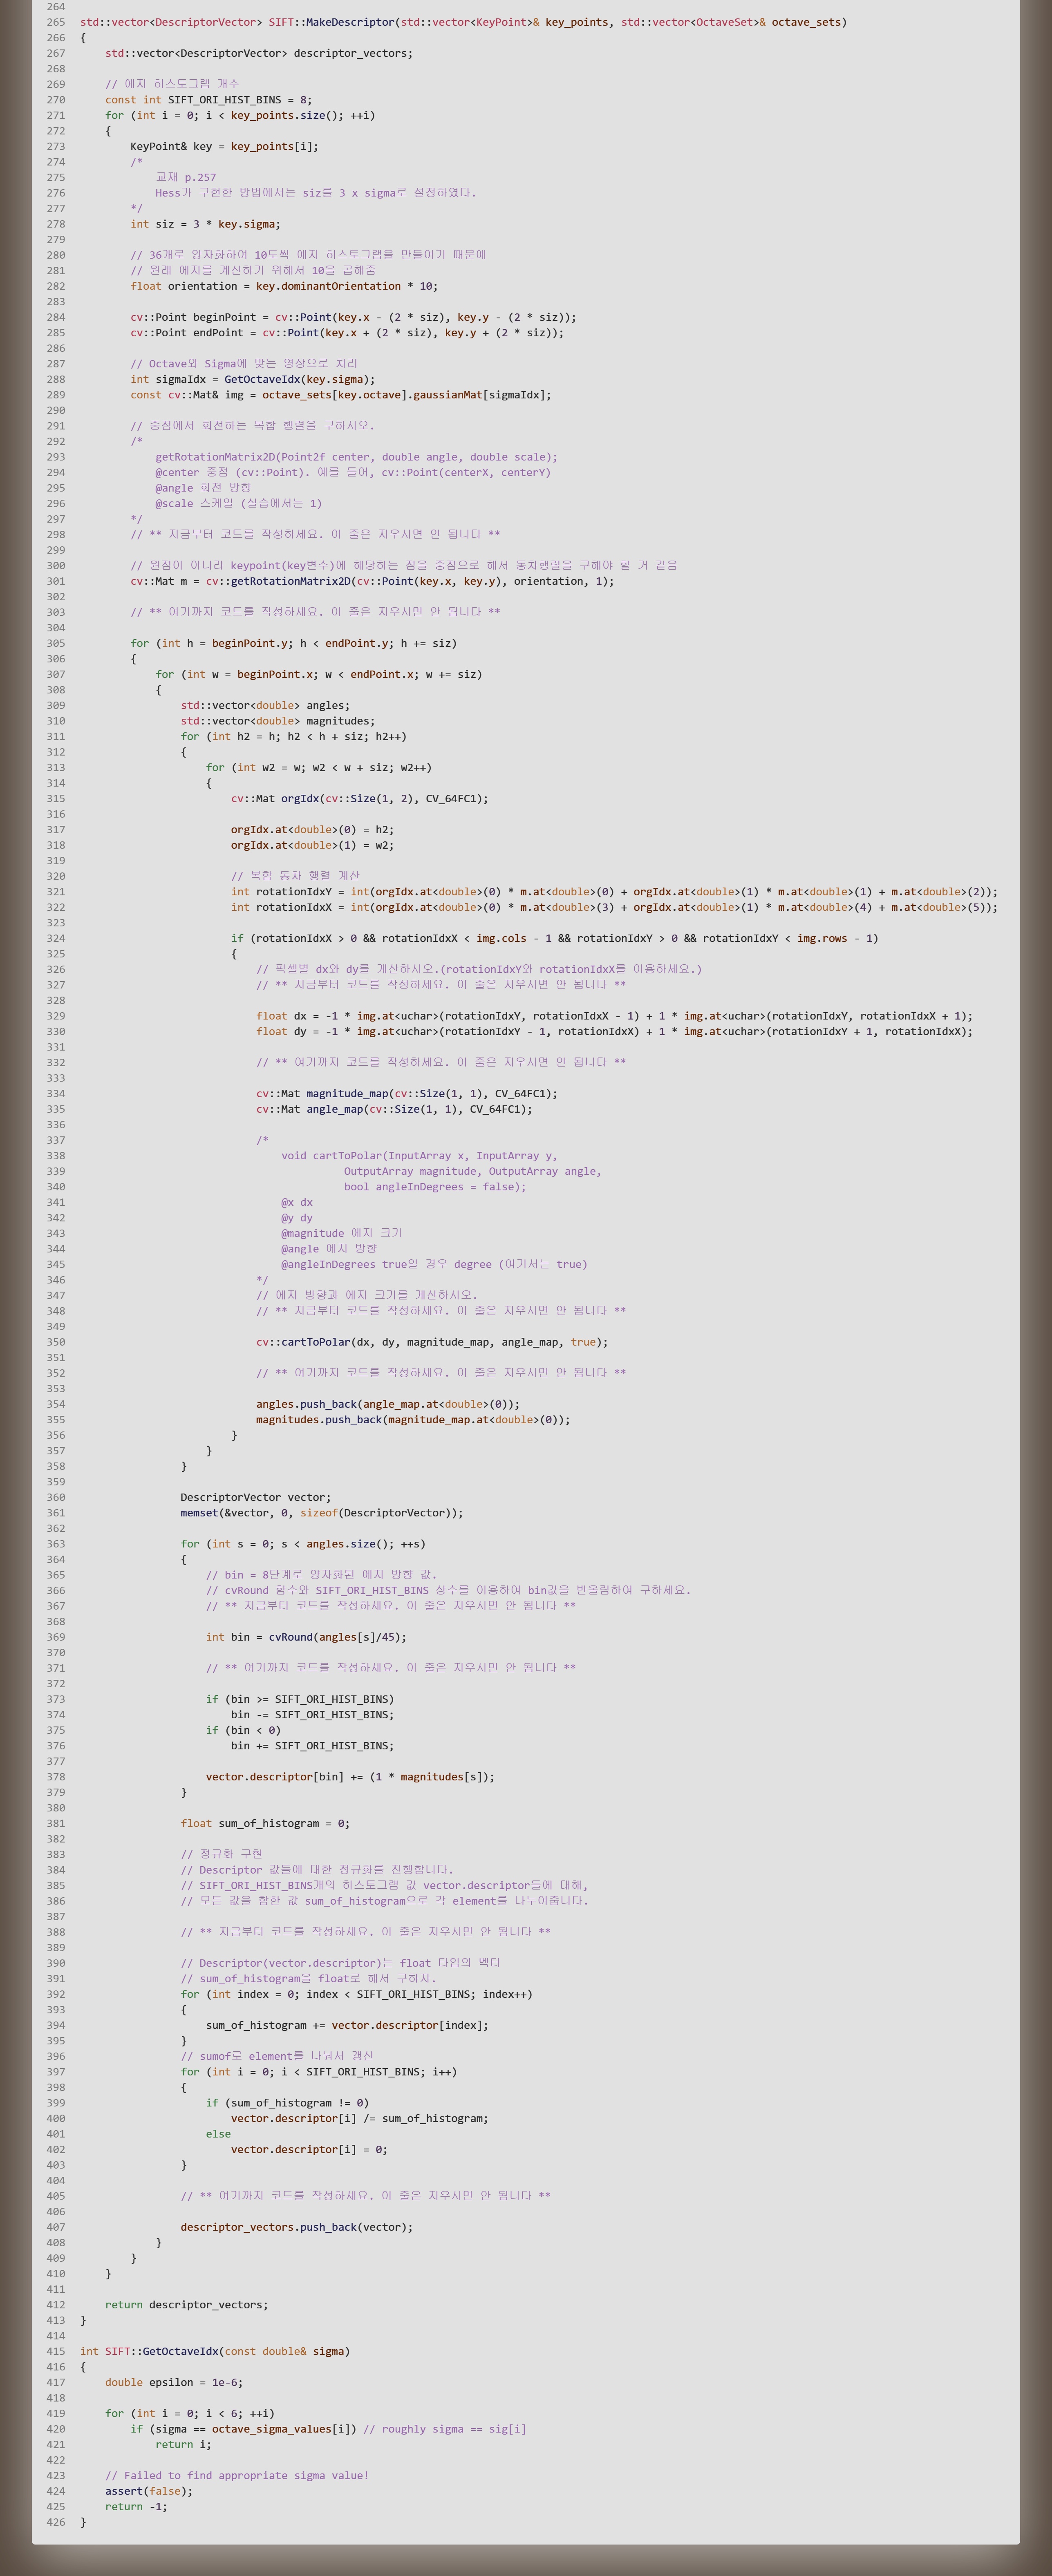 264
265 std::vector<DescriptorVector> SIFT::MakeDescriptor(std::vector<KeyPoint>& key_points, std::vector<OctaveSet>& octave_sets)
266 {
267     std::vector<DescriptorVector> descriptor_vectors;
268
269     // 에지 히스토그램 개수
270     const int SIFT_ORI_HIST_BINS = 8;
271     for (int i = 0; i < key_points.size(); ++i)
272     {
273         KeyPoint& key = key_points[i];
274         /*
275             교재 p.257
276             Hess가 구현한 방법에서는 siz를 3 x sigma로 설정하였다.
277         */
278         int siz = 3 * key.sigma;
279
280         // 36개로 양자화하여 10도씩 에지 히스토그램을 만들어기 때문에
281         // 원래 에지를 계산하기 위해서 10을 곱해줌
282         float orientation = key.dominantOrientation * 10;
283
284         cv::Point beginPoint = cv::Point(key.x - (2 * siz), key.y - (2 * siz));
285         cv::Point endPoint = cv::Point(key.x + (2 * siz), key.y + (2 * siz));
286
287         // Octave와 Sigma에 맞는 영상으로 처리
288         int sigmaIdx = GetOctaveIdx(key.sigma);
289         const cv::Mat& img = octave_sets[key.octave].gaussianMat[sigmaIdx];
290
291         // 중점에서 회전하는 복합 행렬을 구하시오.
292         /*
293             getRotationMatrix2D(Point2f center, double angle, double scale);
294             @center 중점 (cv::Point). 예를 들어, cv::Point(centerX, centerY)
295             @angle 회전 방향
296             @scale 스케일 (실습에서는 1)
297         */
298         // ** 지금부터 코드를 작성하세요. 이 줄은 지우시면 안 됩니다 **
299
300         // 원점이 아니라 keypoint(key변수)에 해당하는 점을 중점으로 해서 동차행렬을 구해야 할 거 같음
301         cv::Mat m = cv::getRotationMatrix2D(cv::Point(key.x, key.y), orientation, 1);
302
303         // ** 여기까지 코드를 작성하세요. 이 줄은 지우시면 안 됩니다 **
304
305         for (int h = beginPoint.y; h < endPoint.y; h += siz)
306         {
307             for (int w = beginPoint.x; w < endPoint.x; w += siz)
308             {
309                 std::vector<double> angles;
310                 std::vector<double> magnitudes;
311                 for (int h2 = h; h2 < h + siz; h2++)
312                 {
313                     for (int w2 = w; w2 < w + siz; w2++)
314                     {
315                         cv::Mat orgIdx(cv::Size(1, 2), CV_64FC1);
316
317                         orgIdx.at<double>(0) = h2;
318                         orgIdx.at<double>(1) = w2;
319
320                         // 복합 동차 행렬 계산
321                         int rotationIdxY = int(orgIdx.at<double>(0) * m.at<double>(0) + orgIdx.at<double>(1) * m.at<double>(1) + m.at<double>(2));
322                         int rotationIdxX = int(orgIdx.at<double>(0) * m.at<double>(3) + orgIdx.at<double>(1) * m.at<double>(4) + m.at<double>(5));
323
324                         if (rotationIdxX > 0 && rotationIdxX < img.cols - 1 && rotationIdxY > 0 && rotationIdxY < img.rows - 1)
325                         {
326                             // 픽셀별 dx와 dy를 계산하시오.(rotationIdxY와 rotationIdxX를 이용하세요.)
327                             // ** 지금부터 코드를 작성하세요. 이 줄은 지우시면 안 됩니다 **
328
329                             float dx = -1 * img.at<uchar>(rotationIdxY, rotationIdxX - 1) + 1 * img.at<uchar>(rotationIdxY, rotationIdxX + 1);
330                             float dy = -1 * img.at<uchar>(rotationIdxY - 1, rotationIdxX) + 1 * img.at<uchar>(rotationIdxY + 1, rotationIdxX);
331
332                             // ** 여기까지 코드를 작성하세요. 이 줄은 지우시면 안 됩니다 **
333
334                             cv::Mat magnitude_map(cv::Size(1, 1), CV_64FC1);
335                             cv::Mat angle_map(cv::Size(1, 1), CV_64FC1);
336
337                             /*
338                                 void cartToPolar(InputArray x, InputArray y,
339                                           OutputArray magnitude, OutputArray angle,
340                                           bool angleInDegrees = false);
341                                 @x dx
342                                 @y dy
343                                 @magnitude 에지 크기
344                                 @angle 에지 방향
345                                 @angleInDegrees true일 경우 degree (여기서는 true)
346                             */
347                             // 에지 방향과 에지 크기를 계산하시오.
348                             // ** 지금부터 코드를 작성하세요. 이 줄은 지우시면 안 됩니다 **
349
350                             cv::cartToPolar(dx, dy, magnitude_map, angle_map, true);
351
352                             // ** 여기까지 코드를 작성하세요. 이 줄은 지우시면 안 됩니다 **
353
354                             angles.push_back(angle_map.at<double>(0));
355                             magnitudes.push_back(magnitude_map.at<double>(0));
356                         }
357                     }
358                 }
359
360                 DescriptorVector vector;
361                 memset(&vector, 0, sizeof(DescriptorVector));
362
363                 for (int s = 0; s < angles.size(); ++s)
364                 {
365                     // bin = 8단계로 양자화된 에지 방향 값.
366                     // cvRound 함수와 SIFT_ORI_HIST_BINS 상수를 이용하여 bin값을 반올림하여 구하세요.
367                     // ** 지금부터 코드를 작성하세요. 이 줄은 지우시면 안 됩니다 **
368
369                     int bin = cvRound(angles[s]/45);
370
371                     // ** 여기까지 코드를 작성하세요. 이 줄은 지우시면 안 됩니다 **
372
373                     if (bin >= SIFT_ORI_HIST_BINS)
374                         bin -= SIFT_ORI_HIST_BINS;
375                     if (bin < 0)
376                         bin += SIFT_ORI_HIST_BINS;
377
378                     vector.descriptor[bin] += (1 * magnitudes[s]);
379                 }
380
381                 float sum_of_histogram = 0;
382
383                 // 정규화 구현
384                 // Descriptor 값들에 대한 정규화를 진행합니다.
385                 // SIFT_ORI_HIST_BINS개의 히스토그램 값 vector.descriptor들에 대해,
386                 // 모든 값을 합한 값 sum_of_histogram으로 각 element를 나누어줍니다.
387
388                 // ** 지금부터 코드를 작성하세요. 이 줄은 지우시면 안 됩니다 **
389
390                 // Descriptor(vector.descriptor)는 float 타입의 벡터
391                 // sum_of_histogram을 float로 해서 구하자.
392                 for (int index = 0; index < SIFT_ORI_HIST_BINS; index++)
393                 {
394                     sum_of_histogram += vector.descriptor[index];
395                 }
396                 // sumof로 element를 나눠서 갱신
397                 for (int i = 0; i < SIFT_ORI_HIST_BINS; i++)
398                 {
399                     if (sum_of_histogram != 0)
400                         vector.descriptor[i] /= sum_of_histogram;
401                     else
402                         vector.descriptor[i] = 0;
403                 }
404
405                 // ** 여기까지 코드를 작성하세요. 이 줄은 지우시면 안 됩니다 **
406
407                 descriptor_vectors.push_back(vector);
408             }
409         }
410     }
411
412     return descriptor_vectors;
413 }
414
415 int SIFT::GetOctaveIdx(const double& sigma)
416 {
417     double epsilon = 1e-6;
418
419     for (int i = 0; i < 6; ++i)
420         if (sigma == octave_sigma_values[i]) // roughly sigma == sig[i]
421             return i;
422
423     // Failed to find appropriate sigma value!
424     assert(false);
425     return -1;
426 }